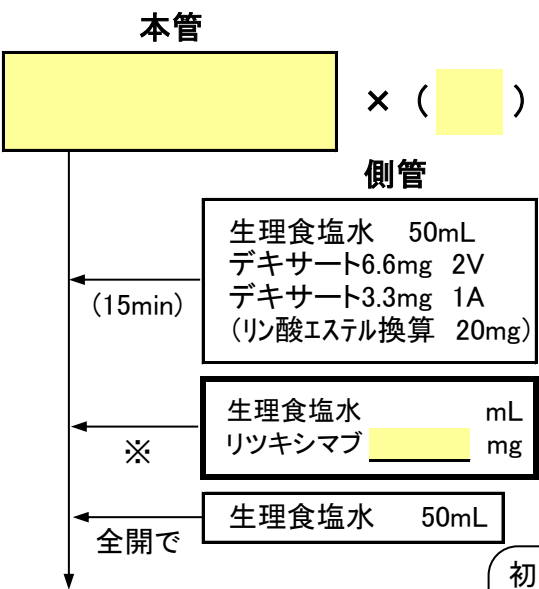 本管
×（　）
側管
生理食塩水　50mL
デキサート6.6mg　2V
デキサート3.3mg　1A
（リン酸エステル換算　20mg）
（15min）
生理食塩水　　mL
リツキシマブ　　mg
※
生理食塩水　50mL
全開で
初